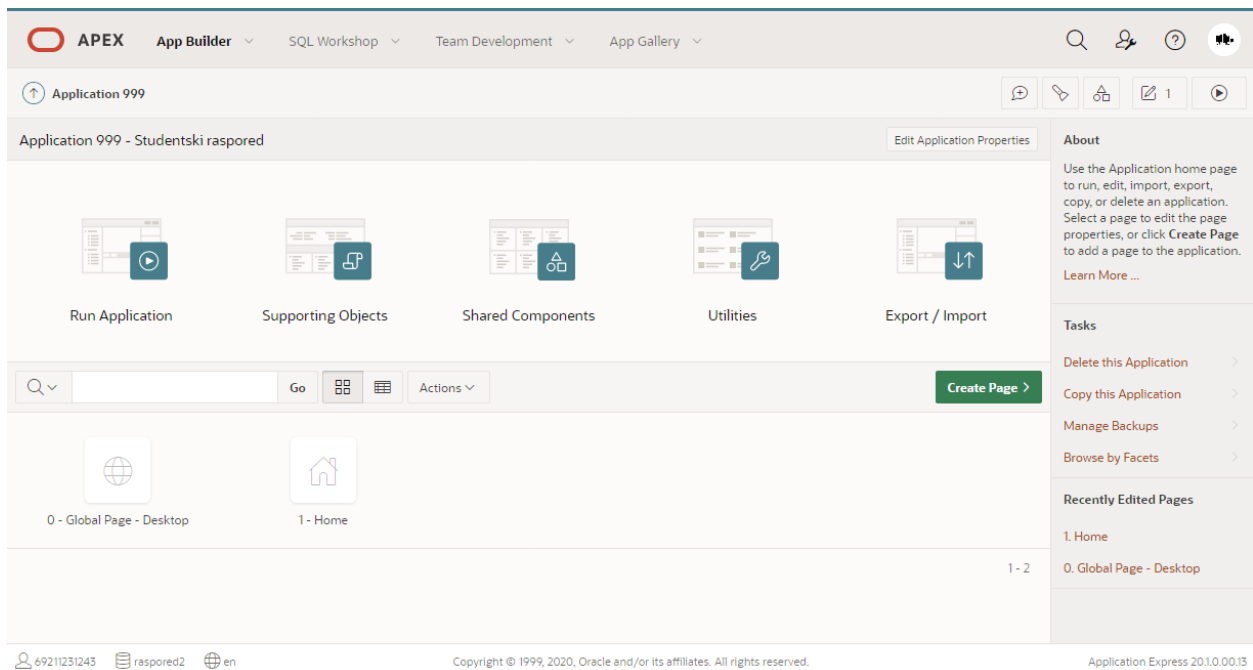 APEX App Builder SQL Workshop Team Development App Gallery
Application 999
1
Application 999 - Studentski raspored
Edit Application Properties
Run Application
Supporting Objects
Shared Components
Utilities
Export / Import
Go
Actions
Create Page >
0 - Global Page - Desktop
1 - Home
1 - 2
About
Use the Application home page
to run, edit, import, export,
copy, or delete an application.
Select a page to edit the page
properties, or click Create Page
to add a page to the application.
Learn More ...
Tasks
Delete this Application
Copy this Application
Manage Backups
Browse by Facets
Recently Edited Pages
1. Home
0. Global Page - Desktop
69211231243 raspored2 en
Copyright © 1999, 2020, Oracle and/or its affiliates. All rights reserved.
Application Express 20.1.0.00.13